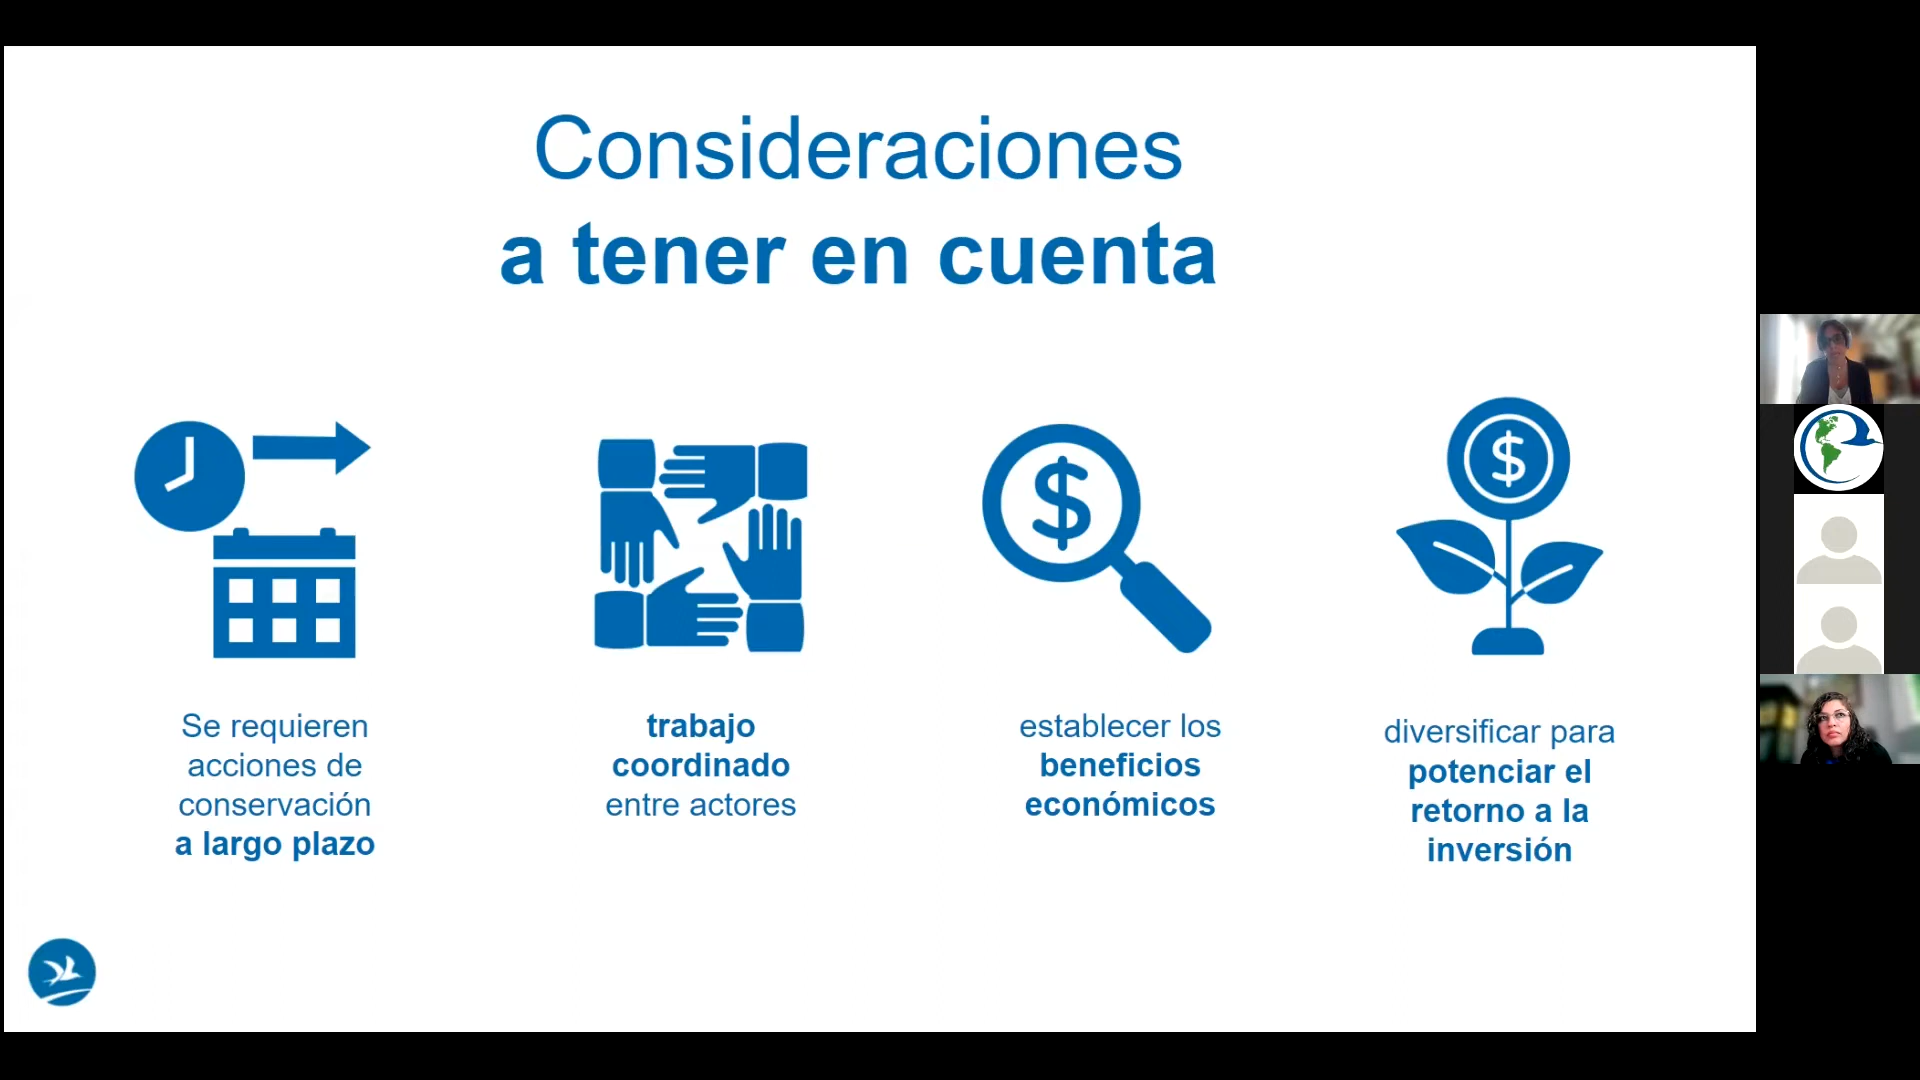 Consideraciones
a tener en cuenta
$
$
Se requieren
acciones de
conservación
a largo plazo
trabajo
coordinado
entre actores
establecer los
beneficios
económicos
diversificar para
potenciar el
retorno a la
inversión